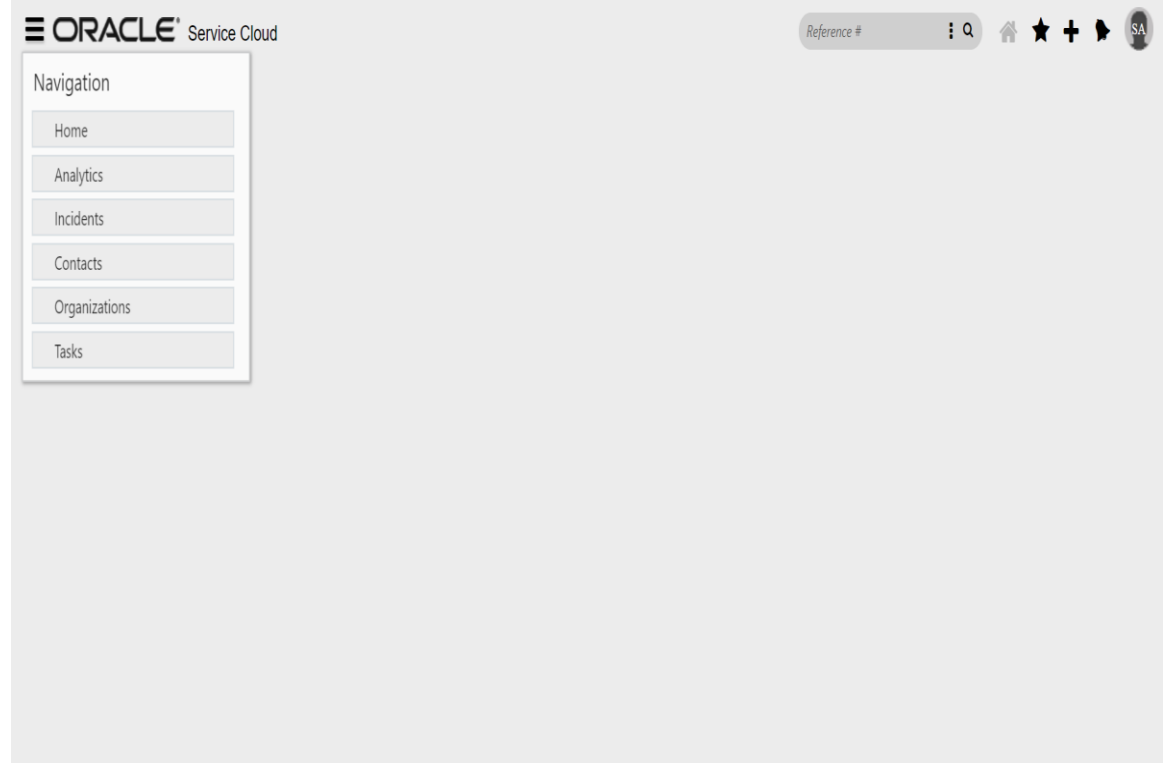 ORACLE® Service Cloud
Reference #
SA
Navigation
Home
Analytics
Incidents
Contacts
Organizations
Tasks